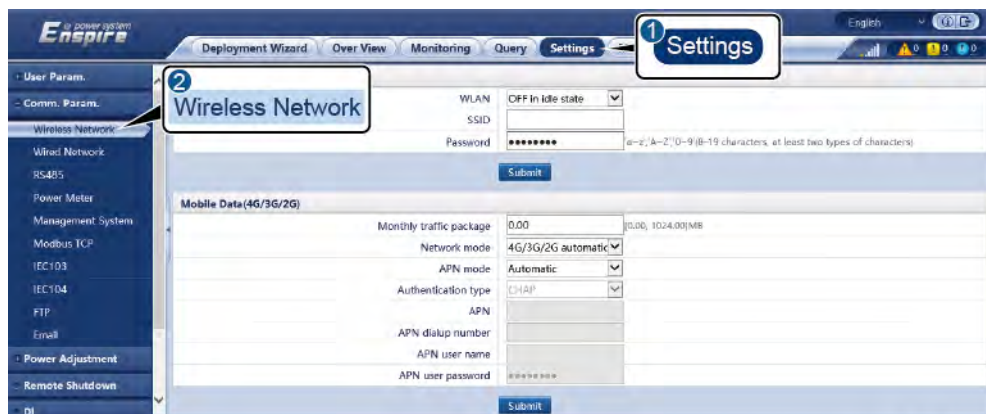 e power system
Enspire
English
Deployment Wizard Over View Monitoring Query Settings
1 Settings
0 0 0
User Param.
Comm. Param.
2 Wireless Network
Wireless Network
Wired Network
RS485
Power Meter
Management System
Modbus TCP
IEC103
IEC104
FTP
Email
Power Adjustment
Remote Shutdown
DI
WLAN OFF in idle state
SSID
Password •••••••• 'a~z','A~Z','0~9'(8-19 characters, at least two types of characters)
Submit
Mobile Data(4G/3G/2G)
Monthly traffic package 0.00 [0.00, 1024.00]MB
Network mode 4G/3G/2G automatic
APN mode Automatic
Authentication type CHAP
APN
APN dialup number
APN user name
APN user password ••••••••
Submit